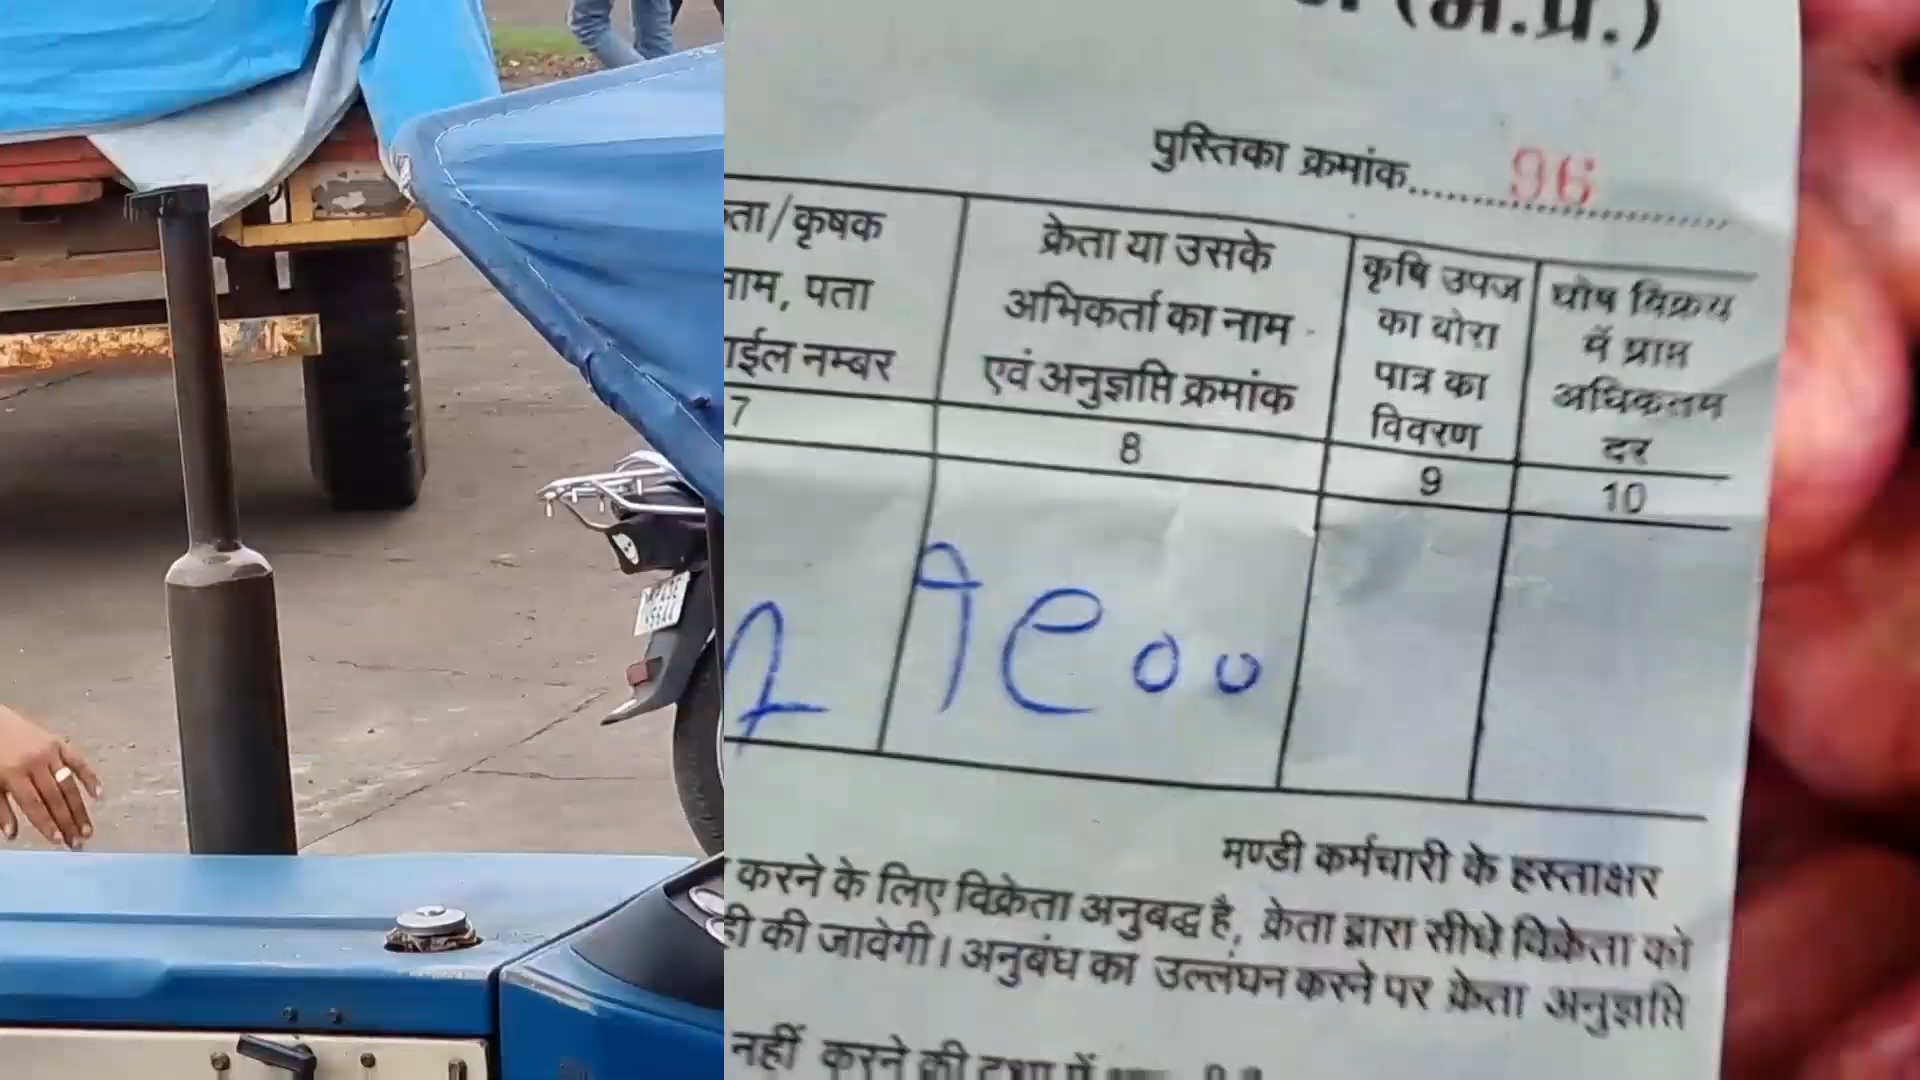 (म.प्र.)
पुस्तिका क्रमांक.......96
ता/कृषक
नाम, पता
ाईल नम्बर
7
क्रेता या उसके
अभिकर्ता का नाम
एवं अनुज्ञप्ति क्रमांक
8
कृषि उपज
का बोरा
पात्र का
विवरण
9
घोष विक्रय
में प्राप्त
अधिकतम
दर
10
१९००
मण्डी कर्मचारी के हस्ताक्षर
करने के लिए विक्रेता अनुबद्ध है, क्रेता द्वारा सीधे विक्रेता को
ही की जावेगी। अनुबंध का उल्लंघन करने पर क्रेता अनुज्ञप्ति
नहीं करने की दशा में